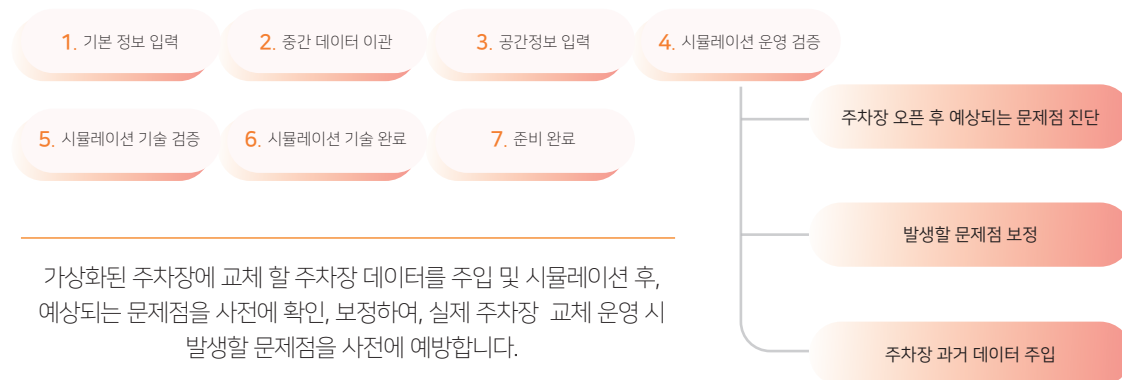 1. 기본 정보 입력
2. 중간 데이터 이관
3. 공간정보 입력
4. 시뮬레이션 운영 검증
5. 시뮬레이션 기술 검증
6. 시뮬레이션 기술 완료
7. 준비 완료
주차장 오픈 후 예상되는 문제점 진단
발생할 문제점 보정
주차장 과거 데이터 주입
가상화된 주차장에 교체 할 주차장 데이터를 주입 및 시뮬레이션 후,
예상되는 문제점을 사전에 확인, 보정하여, 실제 주차장 교체 운영 시
발생할 문제점을 사전에 예방합니다.